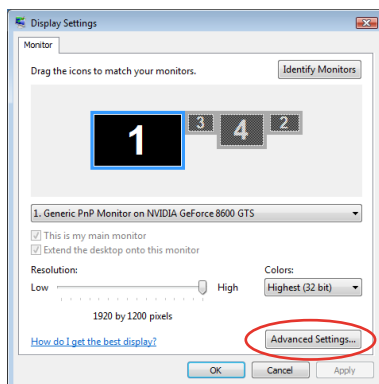 Display Settings
Monitor
Drag the icons to match your monitors.
Identify Monitors
1
3
4
2
1. Generic PnP Monitor on NVIDIA GeForce 8600 GTS
This is my main monitor
Extend the desktop onto this monitor
Resolution:
Colors:
Low
High
Highest (32 bit)
1920 by 1200 pixels
How do I get the best display?
Advanced Settings...
OK
Cancel
Apply